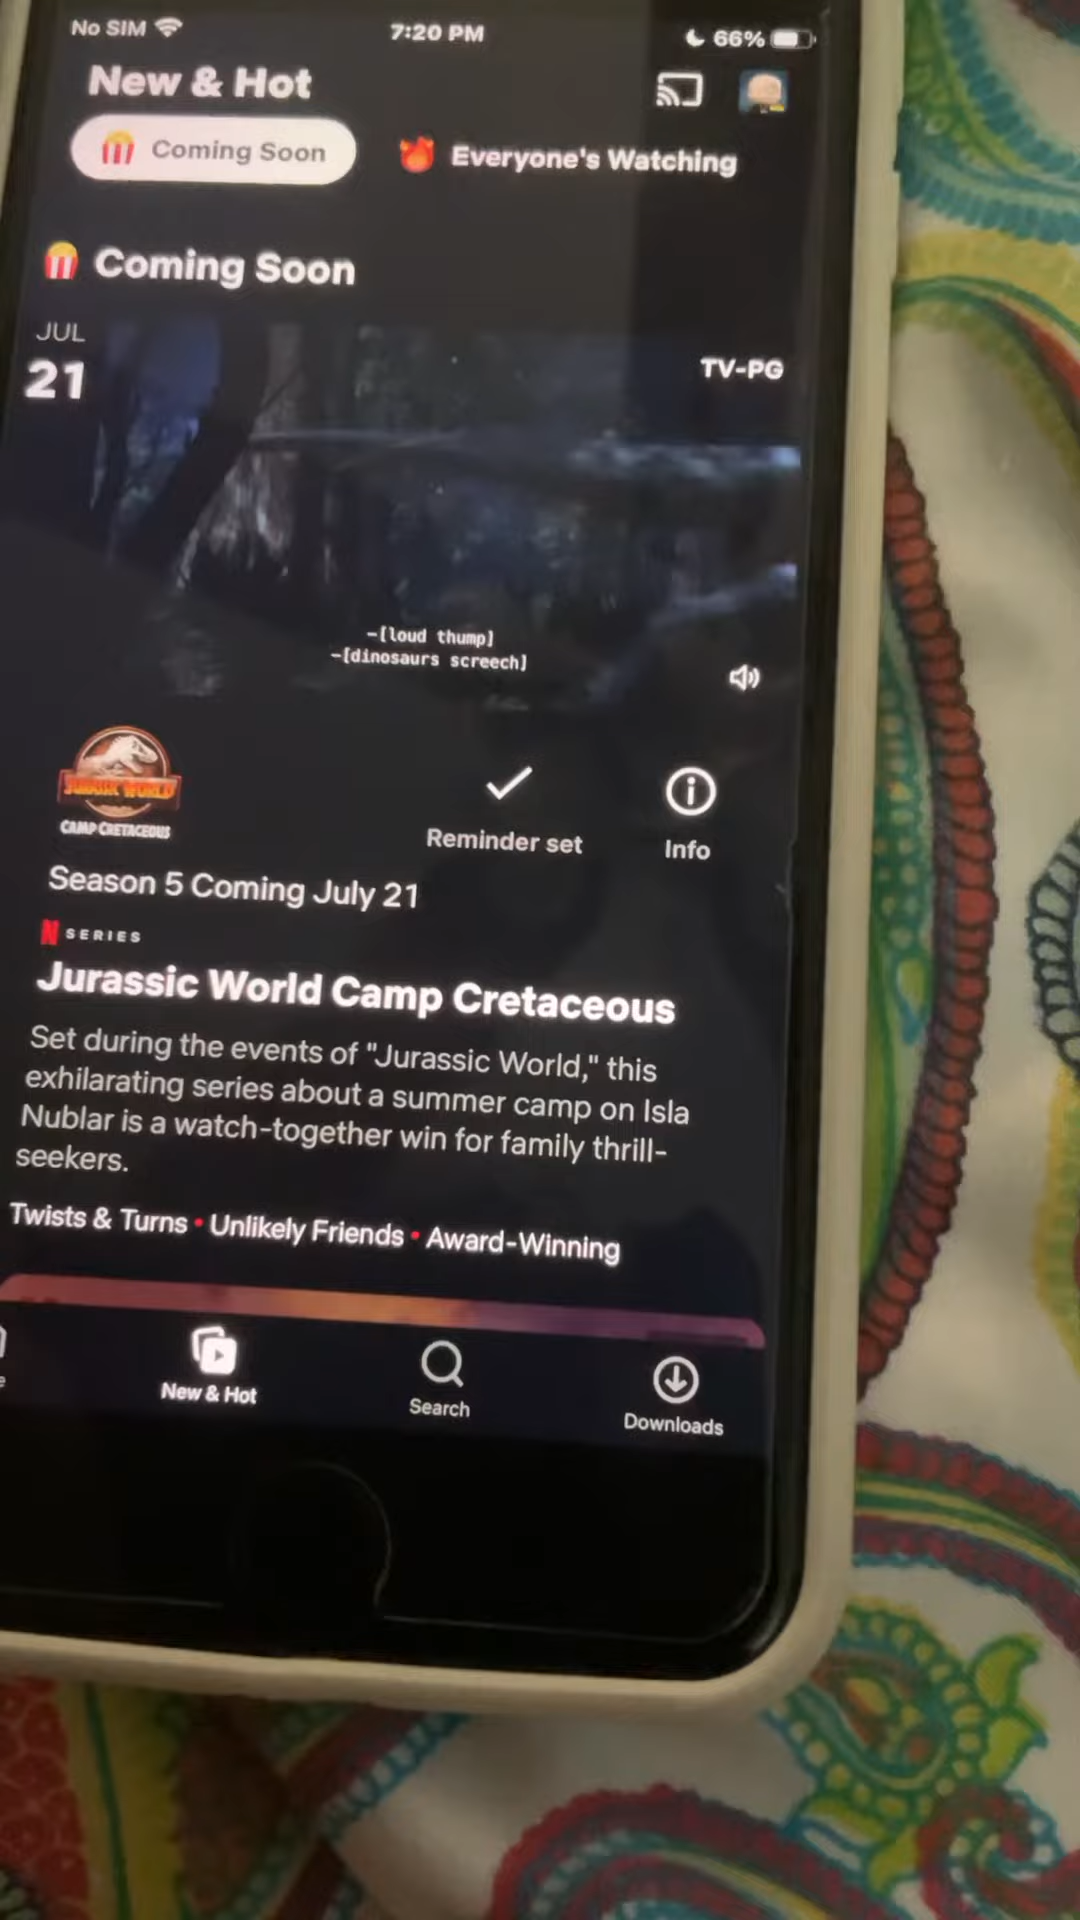 No SIM 7:20 PM 66%
New & Hot
Coming Soon Everyone's Watching
Coming Soon
JUL
21
TV-PG
-[loud thump]
-[dinosaurs screech]
JURASSIC WORLD
CAMP CRETACEOUS
Reminder set Info
Season 5 Coming July 21
N SERIES
Jurassic World Camp Cretaceous
Set during the events of "Jurassic World," this
exhilarating series about a summer camp on Isla
Nublar is a watch-together win for family thrill-
seekers.
Twists & Turns • Unlikely Friends • Award-Winning
New & Hot Search Downloads